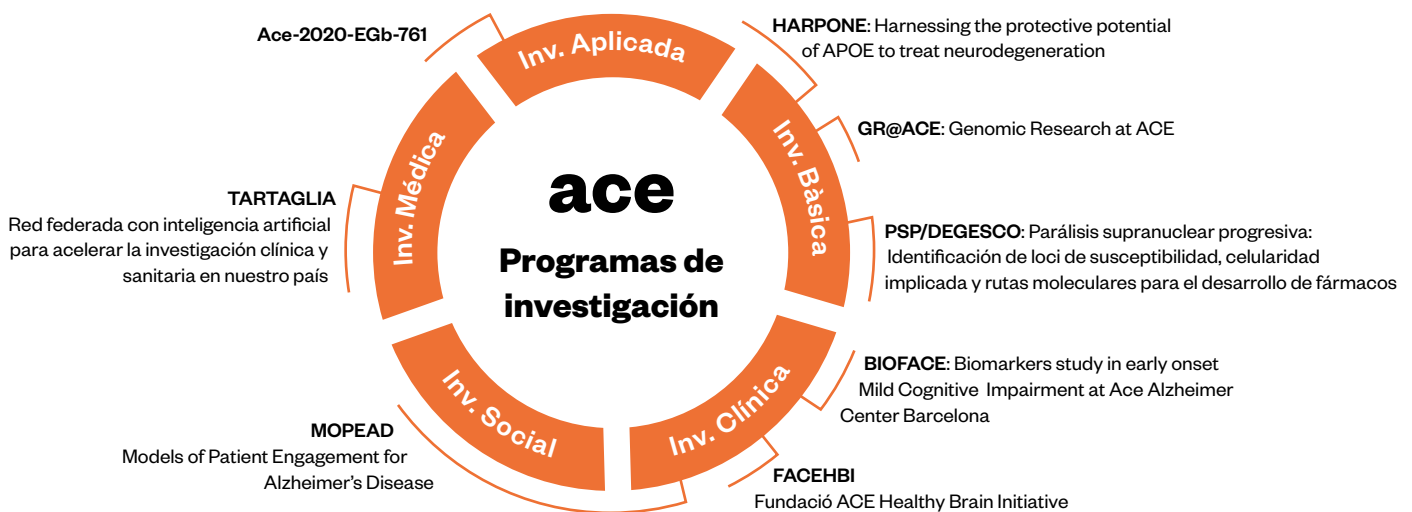 Ace-2020-EGb-761
Inv. Aplicada
HARPONE: Harnessing the protective potential
of APOE to treat neurodegeneration
GR@ACE: Genomic Research at ACE
Inv. Bàsica
TARTAGLIA
Red federada con inteligencia artificial
para acelerar la investigación clínica y
sanitaria en nuestro país
Inv. Médica
ace
Programas de
investigación
PSP/DEGESCO: Parálisis supranuclear progresiva:
Identificación de loci de susceptibilidad, celularidad
implicada y rutas moleculares para el desarrollo de fármacos
BIOFACE: Biomarkers study in early onset
Mild Cognitive Impairment at Ace Alzheimer
Center Barcelona
Inv. Social
Inv. Clínica
MOPEAD
Models of Patient Engagement for
Alzheimer's Disease
FACEHBI
Fundació ACE Healthy Brain Initiative